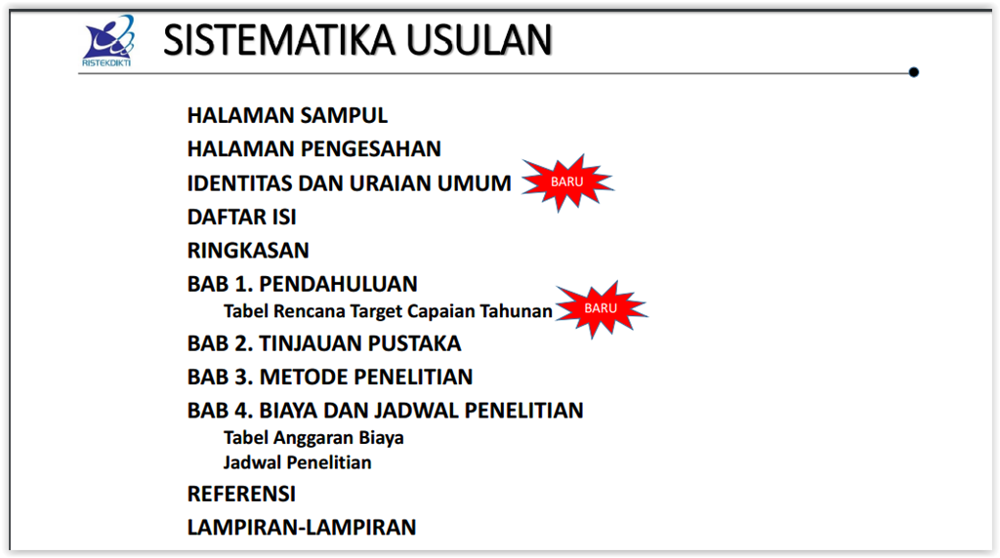 RISTEKDIKTI
SISTEMATIKA USULAN
HALAMAN SAMPUL
HALAMAN PENGESAHAN
IDENTITAS DAN URAIAN UMUM BARU
DAFTAR ISI
RINGKASAN
BAB 1. PENDAHULUAN
Tabel Rencana Target Capaian Tahunan BARU
BAB 2. TINJAUAN PUSTAKA
BAB 3. METODE PENELITIAN
BAB 4. BIAYA DAN JADWAL PENELITIAN
Tabel Anggaran Biaya
Jadwal Penelitian
REFERENSI
LAMPIRAN-LAMPIRAN